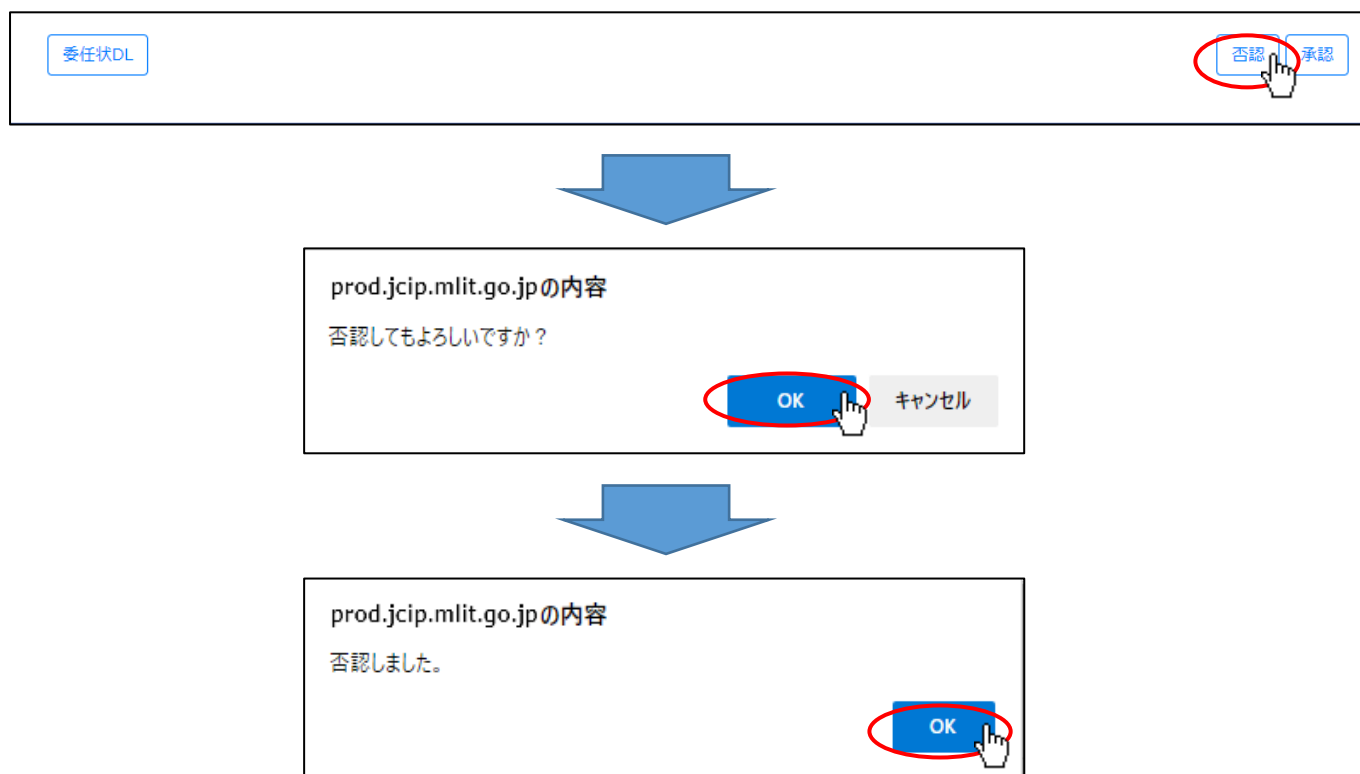 委任状DL
否認
承認
prod.jcip.mlit.go.jpの内容
否認してもよろしいですか？
OK
キャンセル
prod.jcip.mlit.go.jpの内容
否認しました。
OK